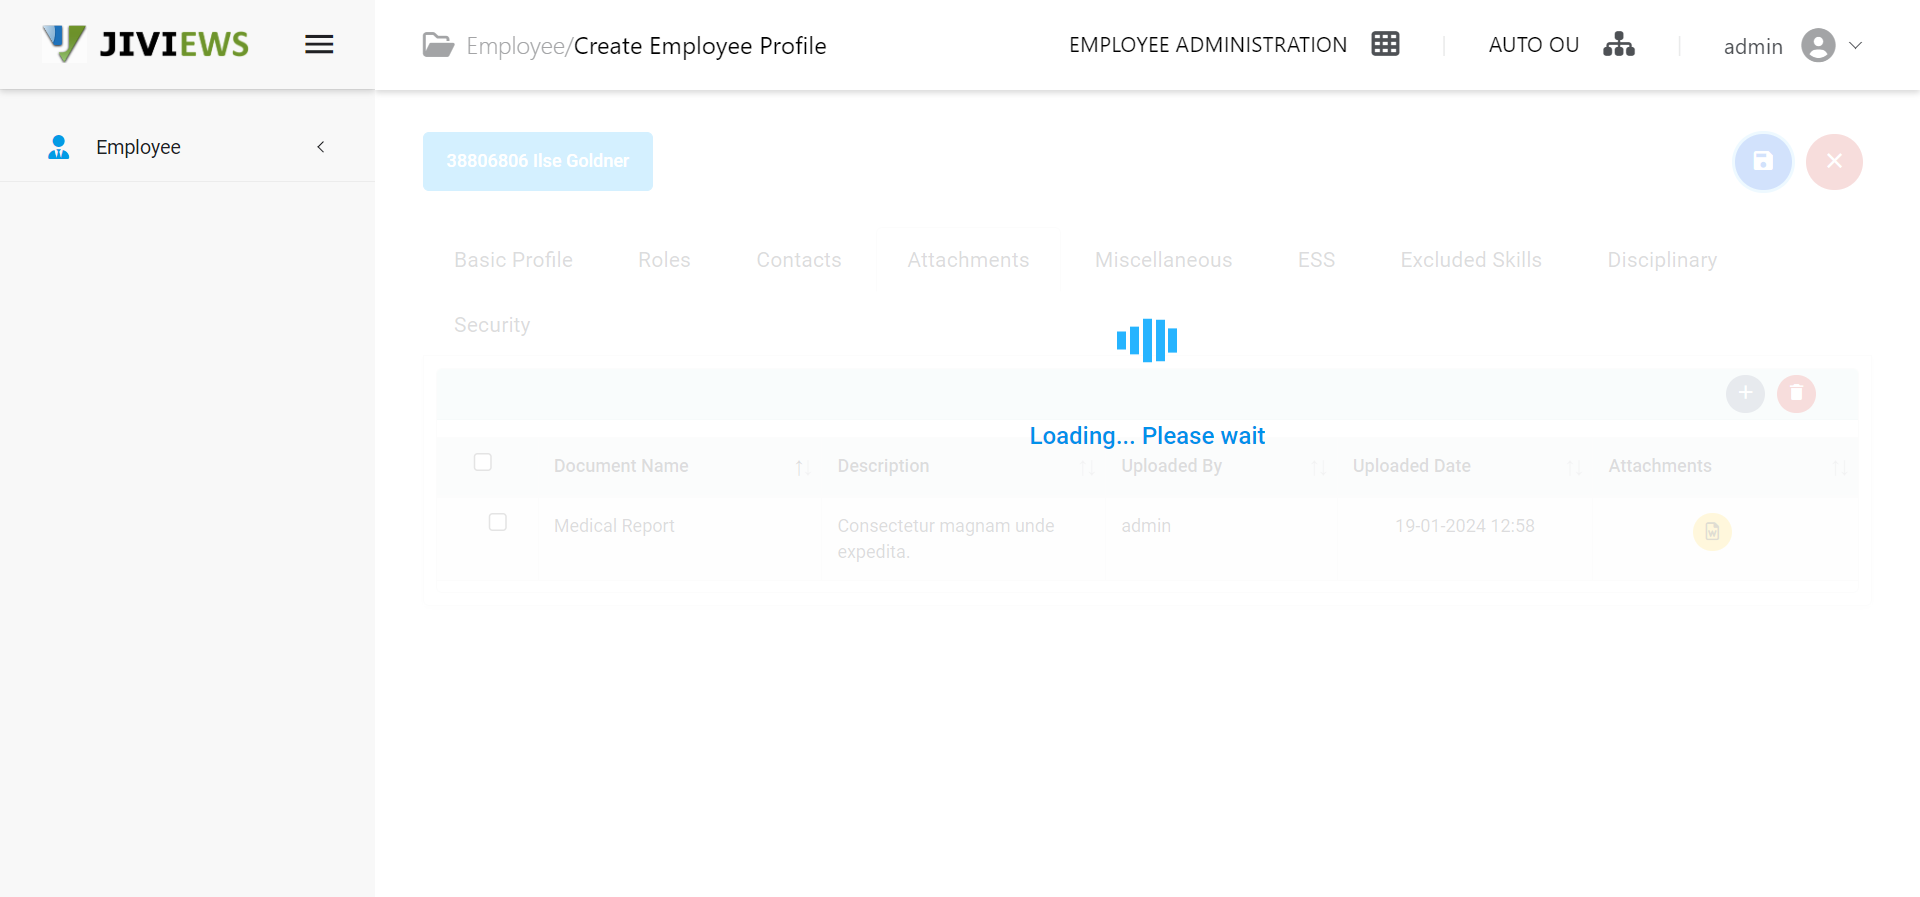 JIVIEWS
Employee/Create Employee Profile
EMPLOYEE ADMINISTRATION
AUTO OU
admin
Employee
38806806 Ilse Goldner
Basic Profile
Roles
Contacts
Attachments
Miscellaneous
ESS
Excluded Skills
Disciplinary
Security
Loading... Please wait
Document Name
Description
Uploaded By
Uploaded Date
Attachments
Medical Report
Consectetur magnam unde
expedita.
admin
19-01-2024 12:58